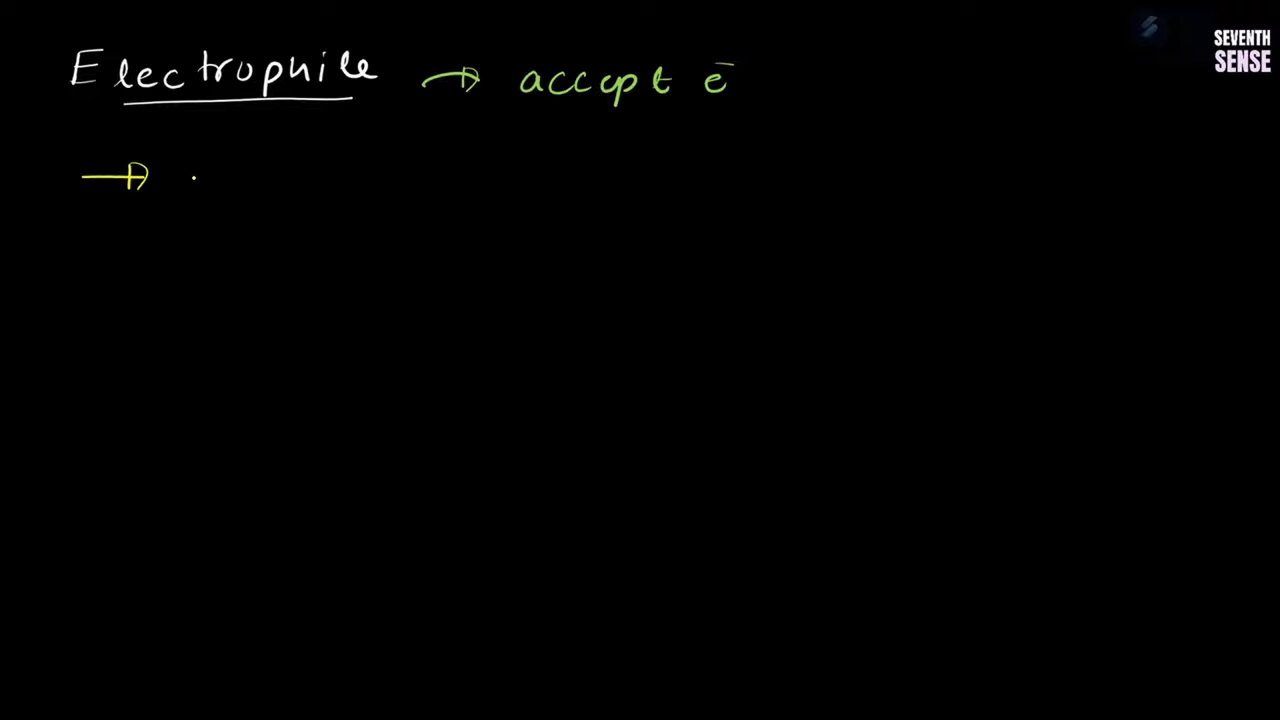 SEVENTH
SENSE
Electrophile → accept e⁻
→ .